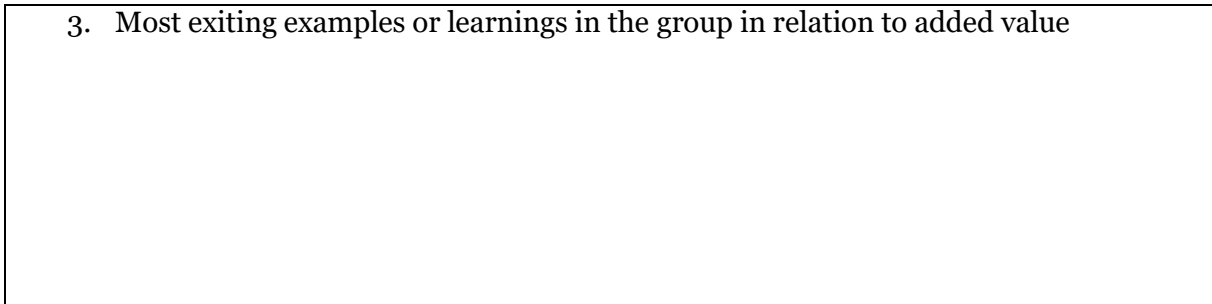 3. Most exiting examples or learnings in the group in relation to added value